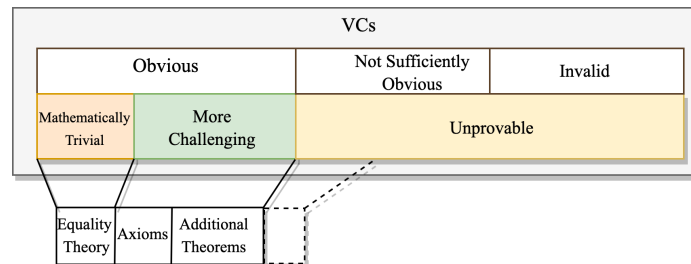 VCs
Obvious
Not Sufficiently
Obvious
Invalid
Mathematically
Trivial
More
Challenging
Unprovable
Equality
Theory
Axioms
Additional
Theorems